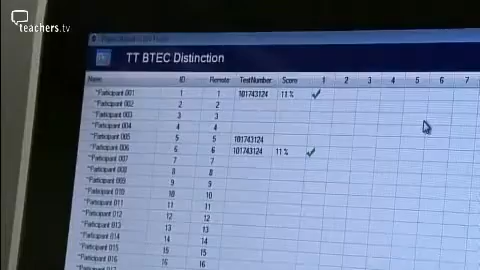 teachers.tv
TT BTEC Distinction
Name ID Remote TestNumber Score 1 2 3 4 5 6 7
"Participant 001 1 1 101743124 11 %
"Participant 002 2 2
"Participant 003 3 3
"Participant 004 4 4
"Participant 005 5 5 101743124
"Participant 006 6 6 101743124 11 %
"Participant 007 7 7
"Participant 008 8 8
"Participant 009 9 9
"Participant 010 10 10
"Participant 011 11 11
"Participant 012 12 12
"Participant 013 13 13
"Participant 014 14 14
"Participant 015 15 15
"Participant 016 16 16